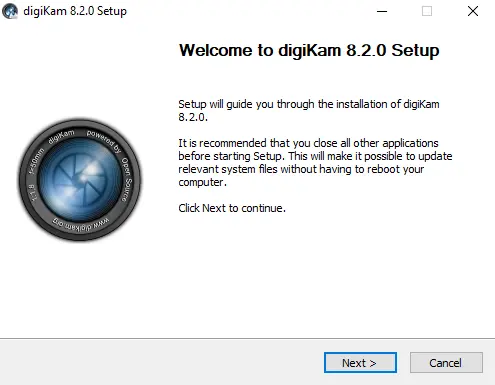 digiKam 8.2.0 Setup
Welcome to digiKam 8.2.0 Setup
Setup will guide you through the installation of digiKam
8.2.0.
It is recommended that you close all other applications
before starting Setup. This will make it possible to update
relevant system files without having to reboot your
computer.
Click Next to continue.
1:1.8 f=50mm digiKam powered by Open Source
www.digikam.org
Next >
Cancel